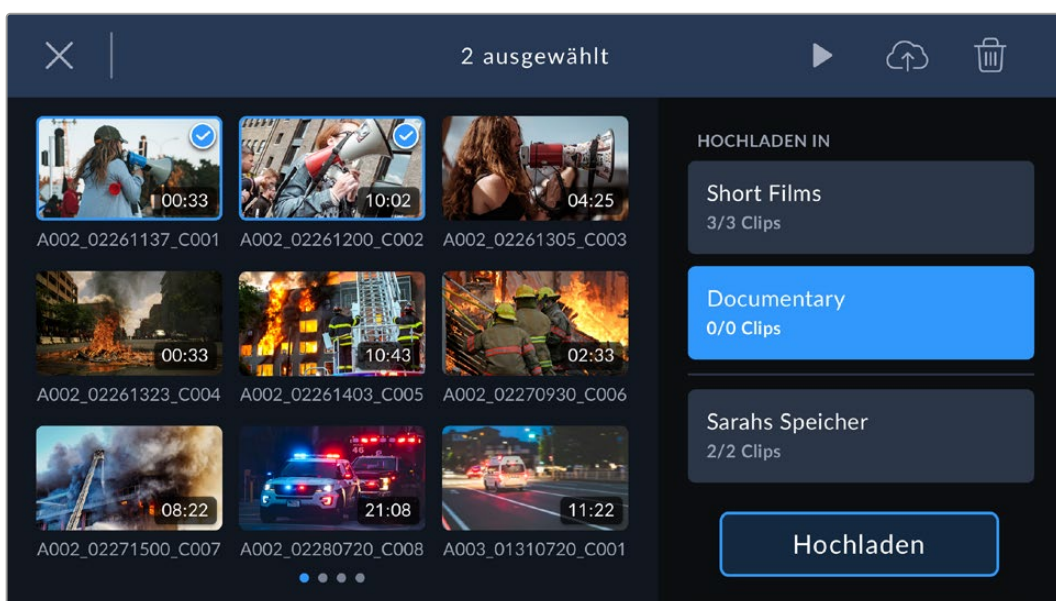 2 ausgewählt
00:33
10:02
04:25
A002_02261137_C001
A002_02261200_C002
A002_02261305_C003
00:33
10:43
02:33
A002_02261323_C004
A002_02261403_C005
A002_02270930_C006
46
08:22
21:08
11:22
A002_02271500_C007
A002_02280720_C008
A003_01310720_C001
HOCHLADEN IN
Short Films
3/3 Clips
Documentary
0/0 Clips
Sarahs Speicher
2/2 Clips
Hochladen